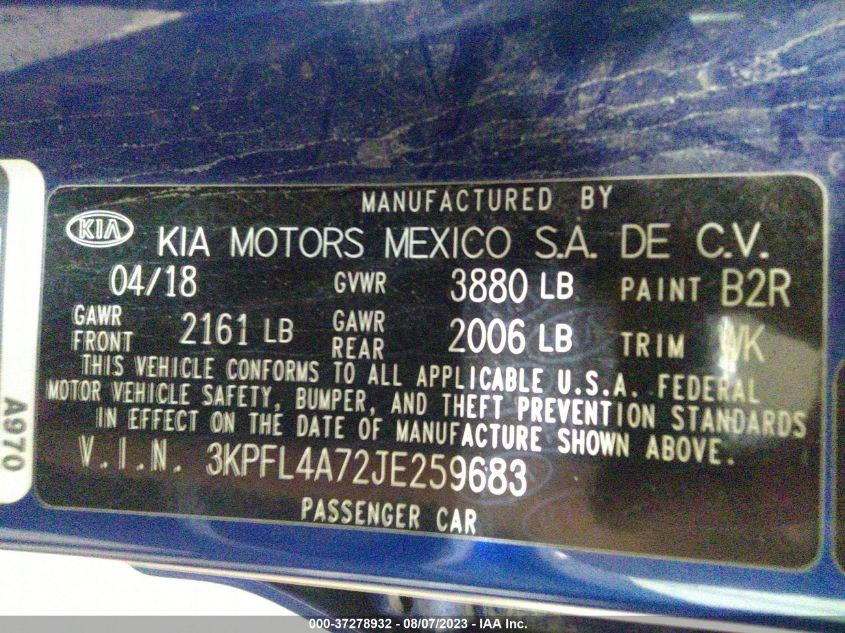 MANUFACTURED BY
KIA KIA MOTORS MEXICO S.A. DE C.V.
04/18 GVWR 3880 LB PAINT B2R
GAWR FRONT 2161 LB GAWR REAR 2006 LB TRIM WK
THIS VEHICLE CONFORMS TO ALL APPLICABLE U.S.A. FEDERAL
MOTOR VEHICLE SAFETY, BUMPER, AND THEFT PREVENTION STANDARDS
IN EFFECT ON THE DATE OF MANUFACTURE SHOWN ABOVE.
V.I.N. 3KPFL4A72JE259683
PASSENGER CAR
A970
000-37278932 - 08/07/2023 - IAA Inc.